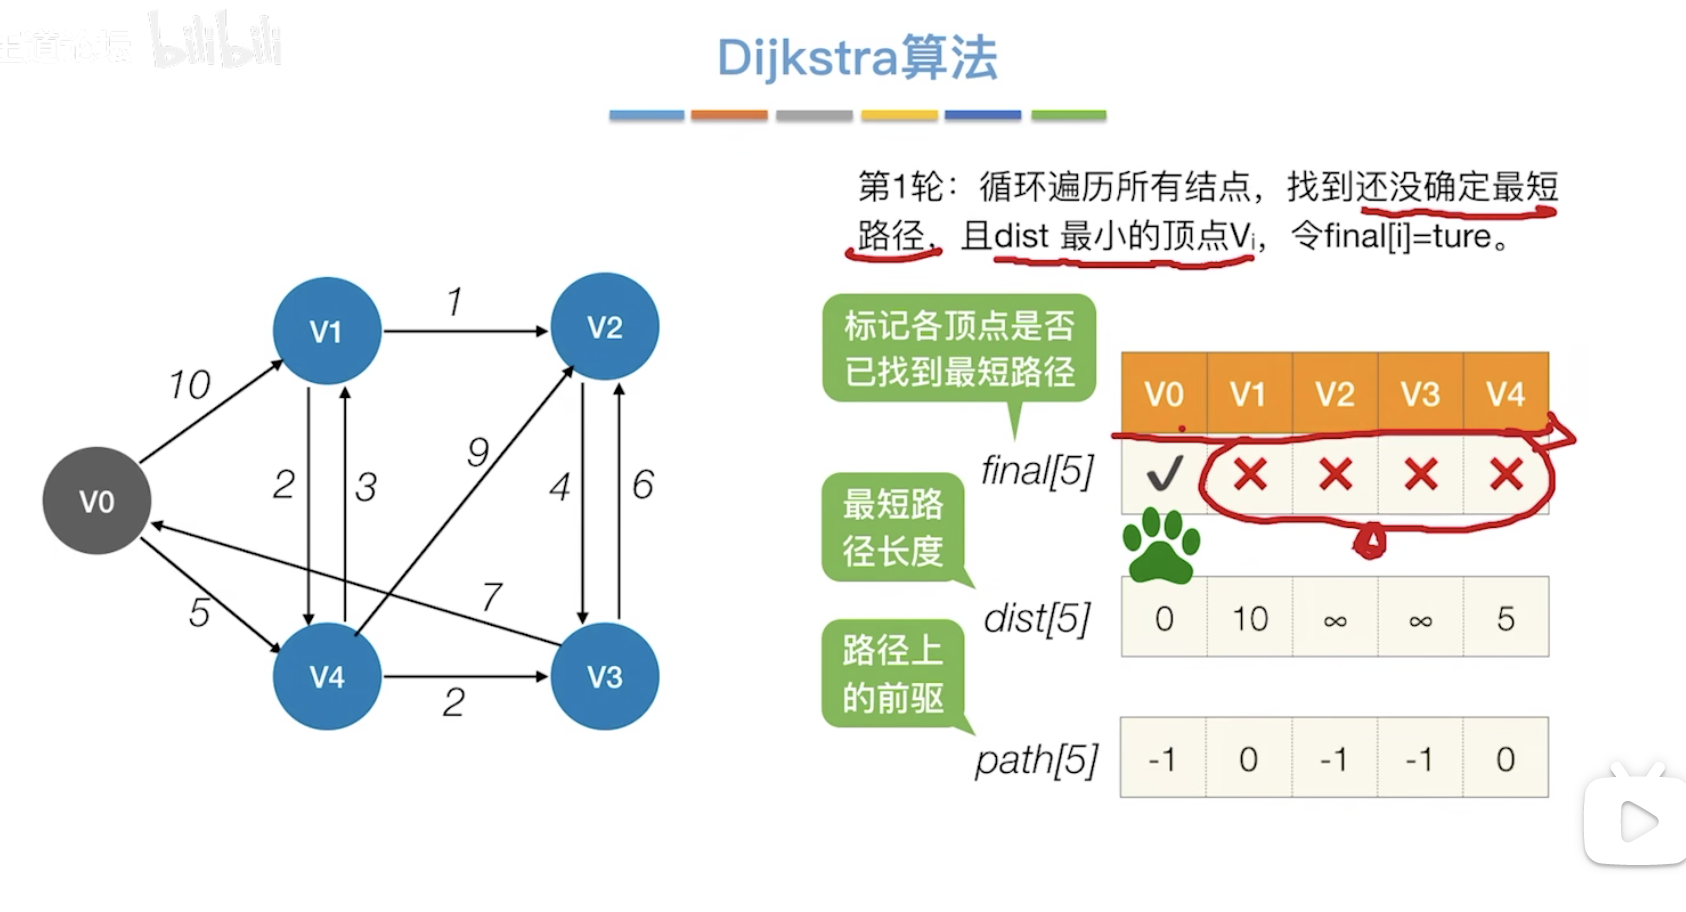 bilibili
Dijkstra算法
第1轮：循环遍历所有结点，找到还没确定最短
路径，且dist 最小的顶点Vi，令final[i]=ture。
标记各顶点是否
已找到最短路径
V0 V1 V2 V3 V4
final[5]
最短路
径长度
dist[5] 0 10 ∞ ∞ 5
路径上
的前驱
path[5] -1 0 -1 -1 0
V1
1
V2
10
2
3
9
4
6
V0
5
7
V4
2
V3